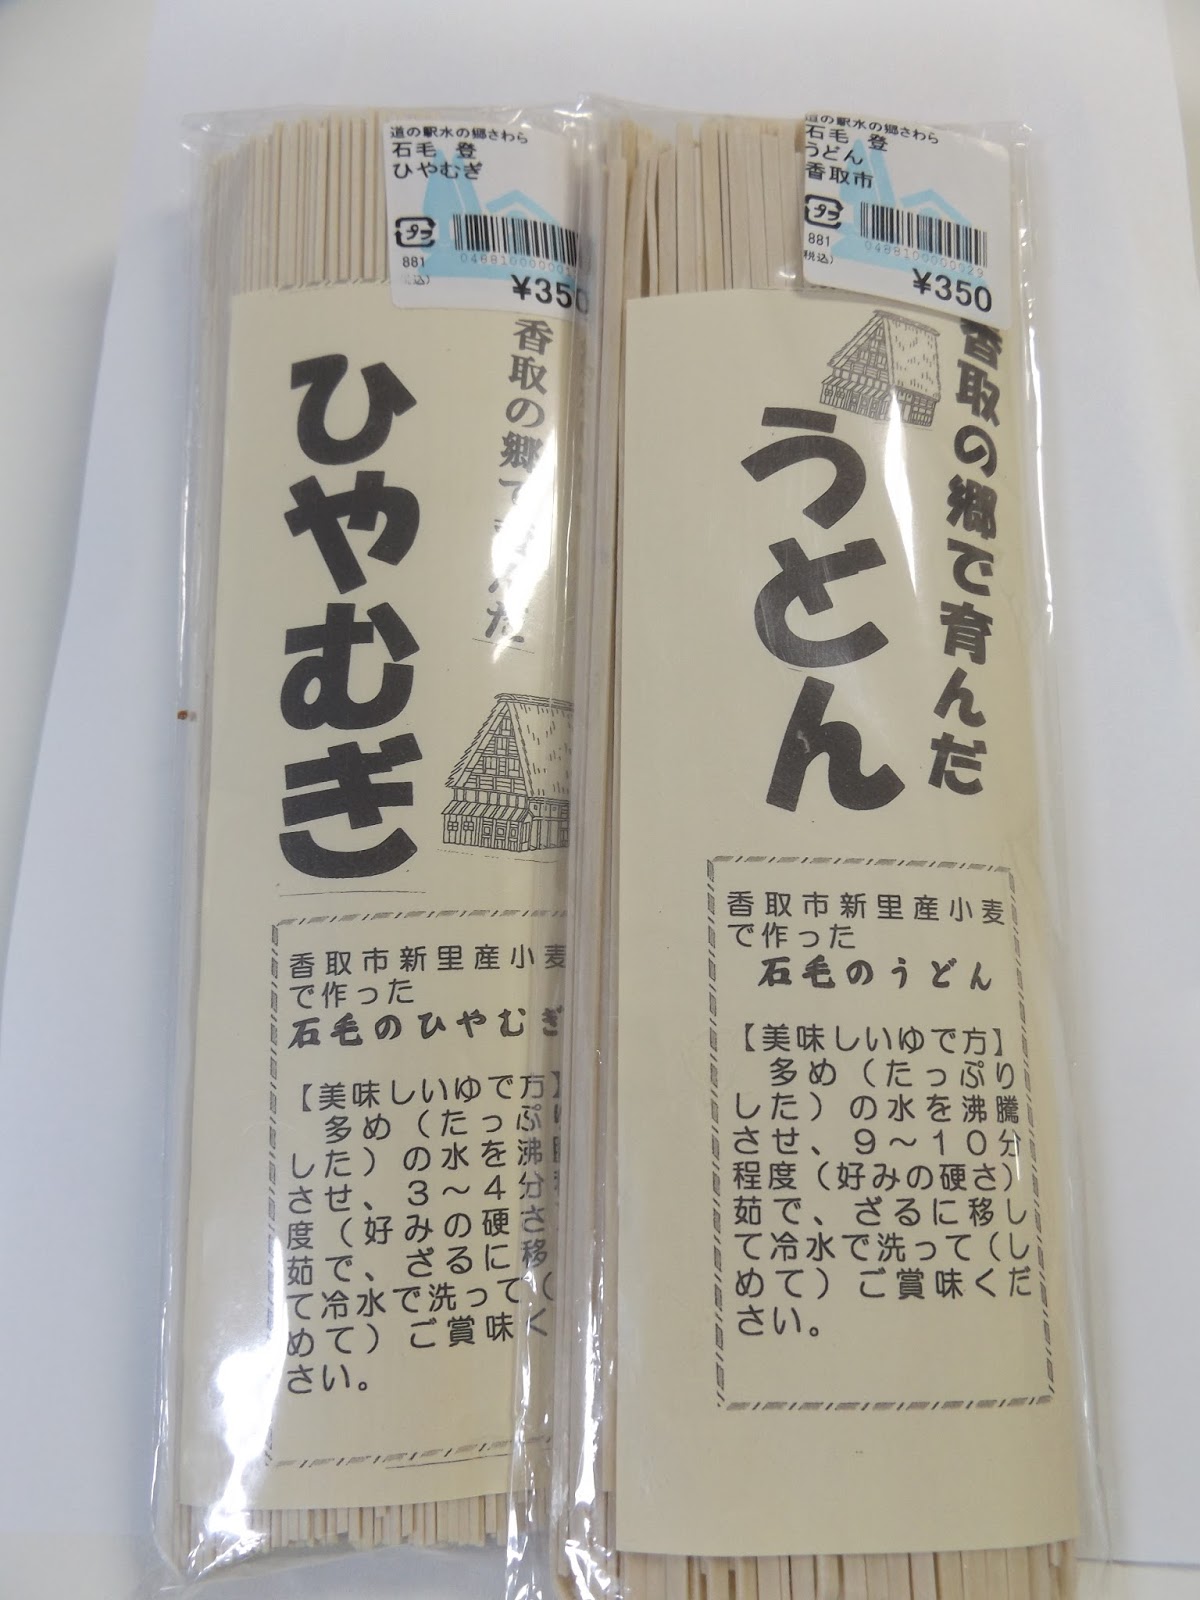 道の駅水の郷さわら
石毛 登
ひやむぎ
881
¥350
香取の郷で
ひやむぎ
香取市新里産小麦
で作った
石毛のひやむぎ
【美味しいゆで方】
多め(たっぷ
した)の水を沸
させ、3~4分
度(好みの硬さ
茹で、ざるに移
て冷水で洗って(
めて)ご賞味く
さい。
道の駅水の郷さわら
石毛 登
うどん
香取市
881
(税込)
0488100000029
¥350
香取の郷で育んだ
うどん
香取市新里産小麦
で作った
石毛のうどん
【美味しいゆで方】
多め(たっぷり
した)の水を沸騰
させ、9~10分
程度(好みの硬さ)
茹で、ざるに移し
て冷水で洗って(し
めて)ご賞味くだ
さい。